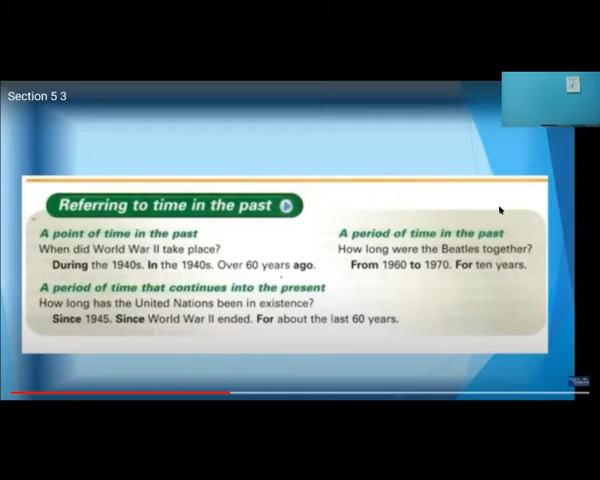 Section 5 3
Referring to time in the past
A point of time in the past
When did World War II take place?
During the 1940s. In the 1940s. Over 60 years ago.
A period of time in the past
How long were the Beatles together?
From 1960 to 1970. For ten years.
A period of time that continues into the present
How long has the United Nations been in existence?
Since 1945. Since World War II ended. For about the last 60 years.